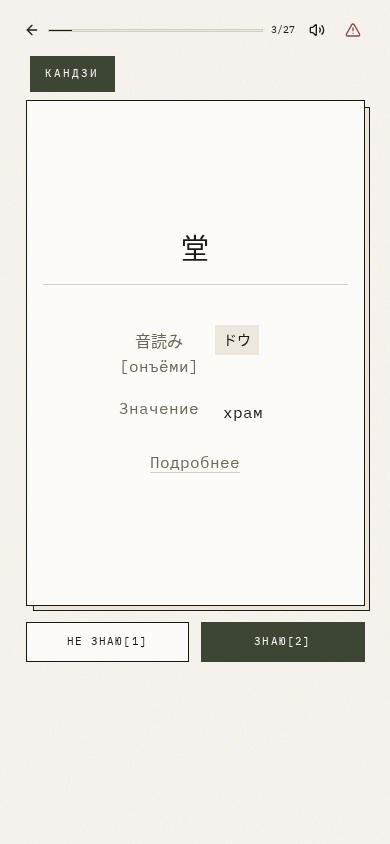 3/27
КАНДЗИ
堂
音読み ドウ
[онъёми]
Значение храм
Подробнее
НЕ ЗНАЮ[1] ЗНАЮ[2]